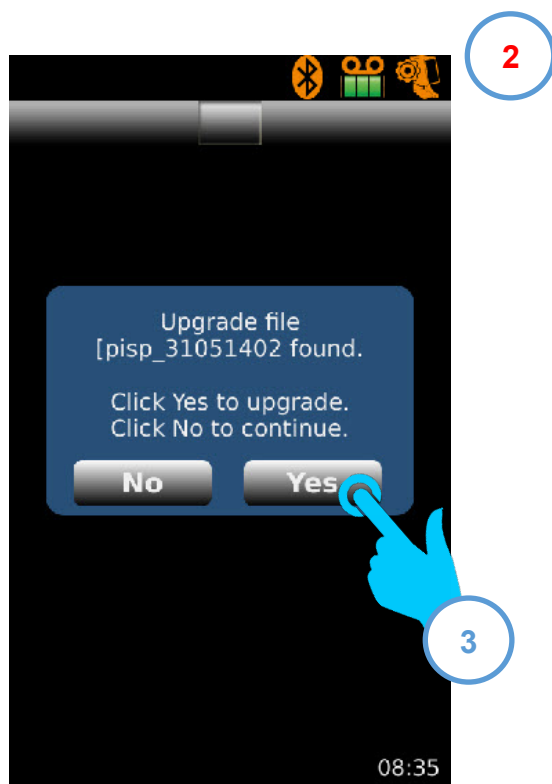 2
Upgrade file
[pisp_31051402 found.
Click Yes to upgrade.
Click No to continue.
No Yes
3
08:35